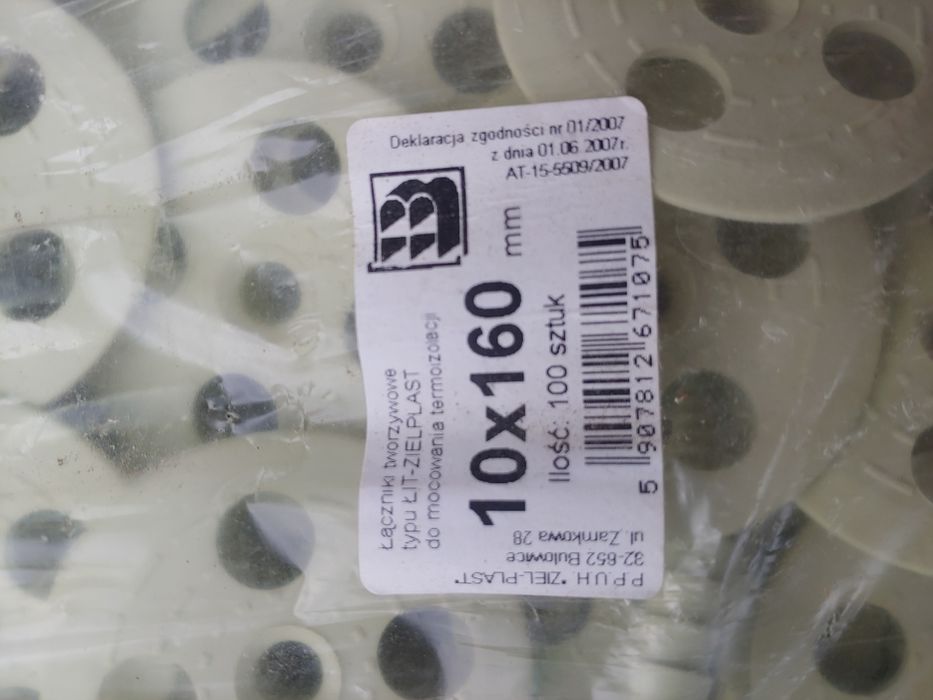 Deklaracja zgodności nr 01/2007
z dnia 01.06.2007r.
AT-15-5509/2007
Łączniki tworzywowe
typu ŁIT-ZIELPLAST
do mocowania termoizolacji
10x160 mm
Ilość: 100 sztuk
5 907812 671075
P.P.U.H. "ZIEL-PLAST"
32-652 Bulowice
ul. Zamkowa 28